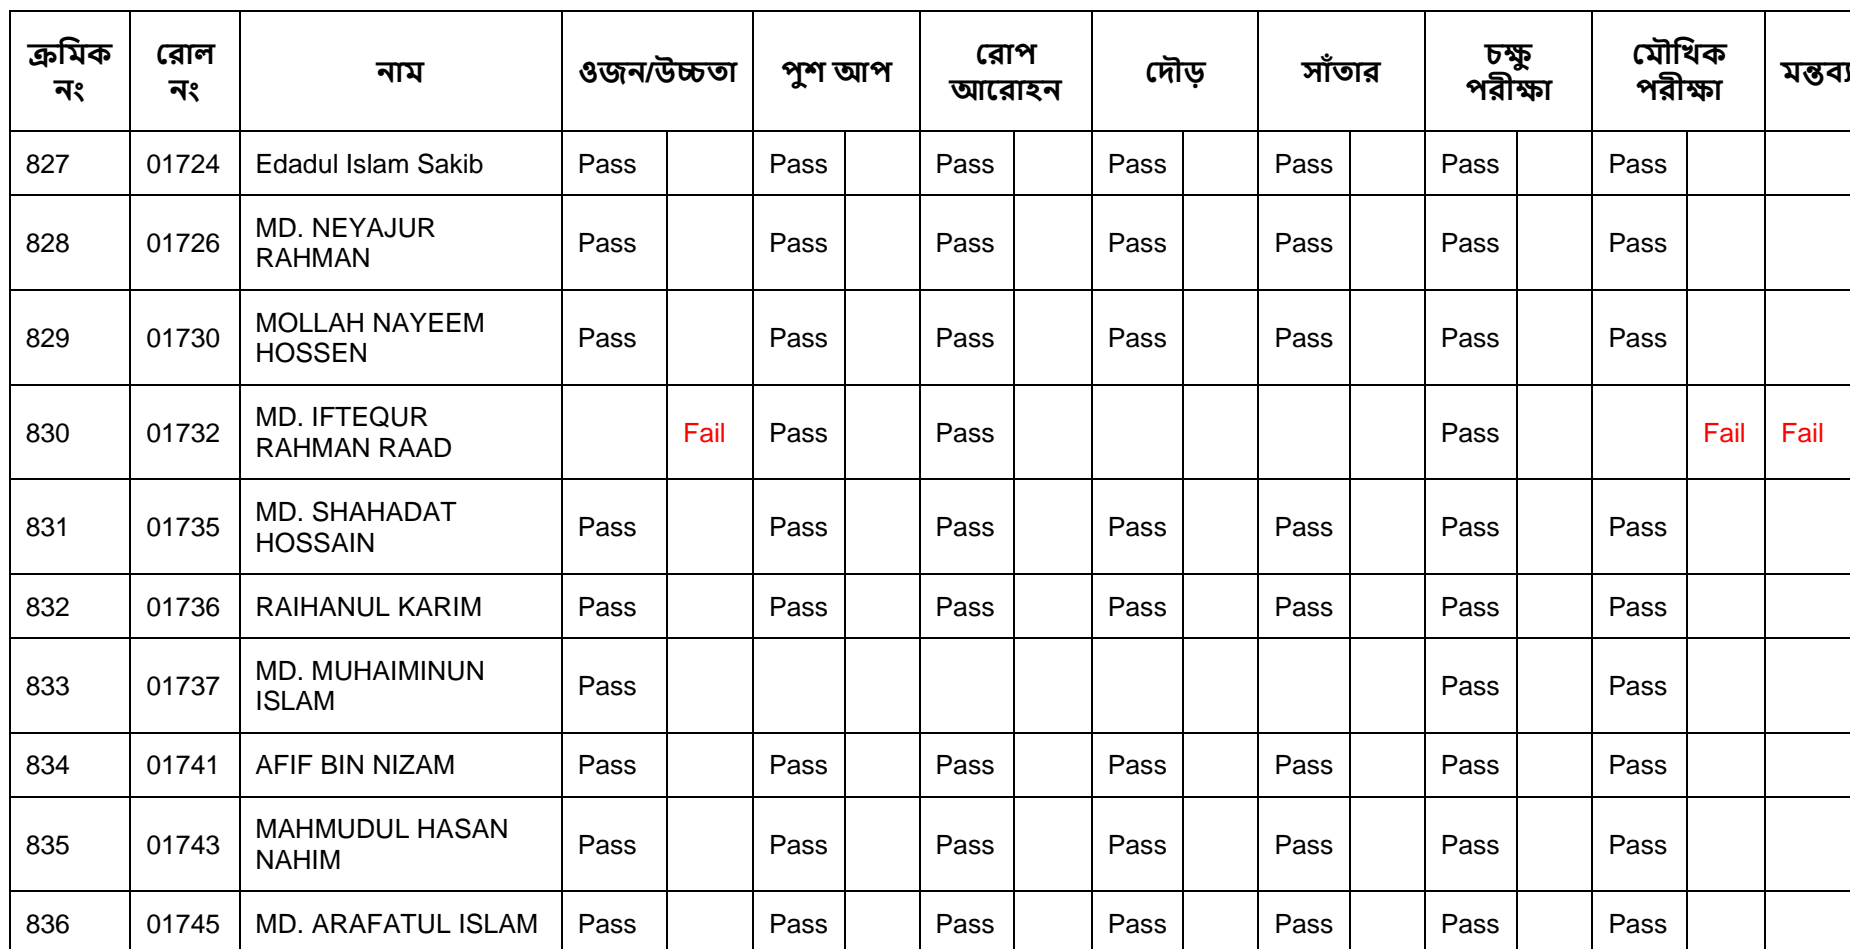 ক্রমিক নং রোল নং নাম ওজন/উচ্চতা পুশ আপ রোপ আরোহন দৌড় সাঁতার চক্ষু পরীক্ষা মৌখিক পরীক্ষা মন্তব্য
827 01724 Edadul Islam Sakib Pass Pass Pass Pass Pass Pass Pass
828 01726 MD. NEYAJUR RAHMAN Pass Pass Pass Pass Pass Pass Pass
829 01730 MOLLAH NAYEEM HOSSEN Pass Pass Pass Pass Pass Pass Pass
830 01732 MD. IFTEQUR RAHMAN RAAD Fail Pass Pass Pass Fail Fail
831 01735 MD. SHAHADAT HOSSAIN Pass Pass Pass Pass Pass Pass Pass
832 01736 RAIHANUL KARIM Pass Pass Pass Pass Pass Pass Pass
833 01737 MD. MUHAIMINUN ISLAM Pass Pass Pass
834 01741 AFIF BIN NIZAM Pass Pass Pass Pass Pass Pass Pass
835 01743 MAHMUDUL HASAN NAHIM Pass Pass Pass Pass Pass Pass Pass
836 01745 MD. ARAFATUL ISLAM Pass Pass Pass Pass Pass Pass Pass